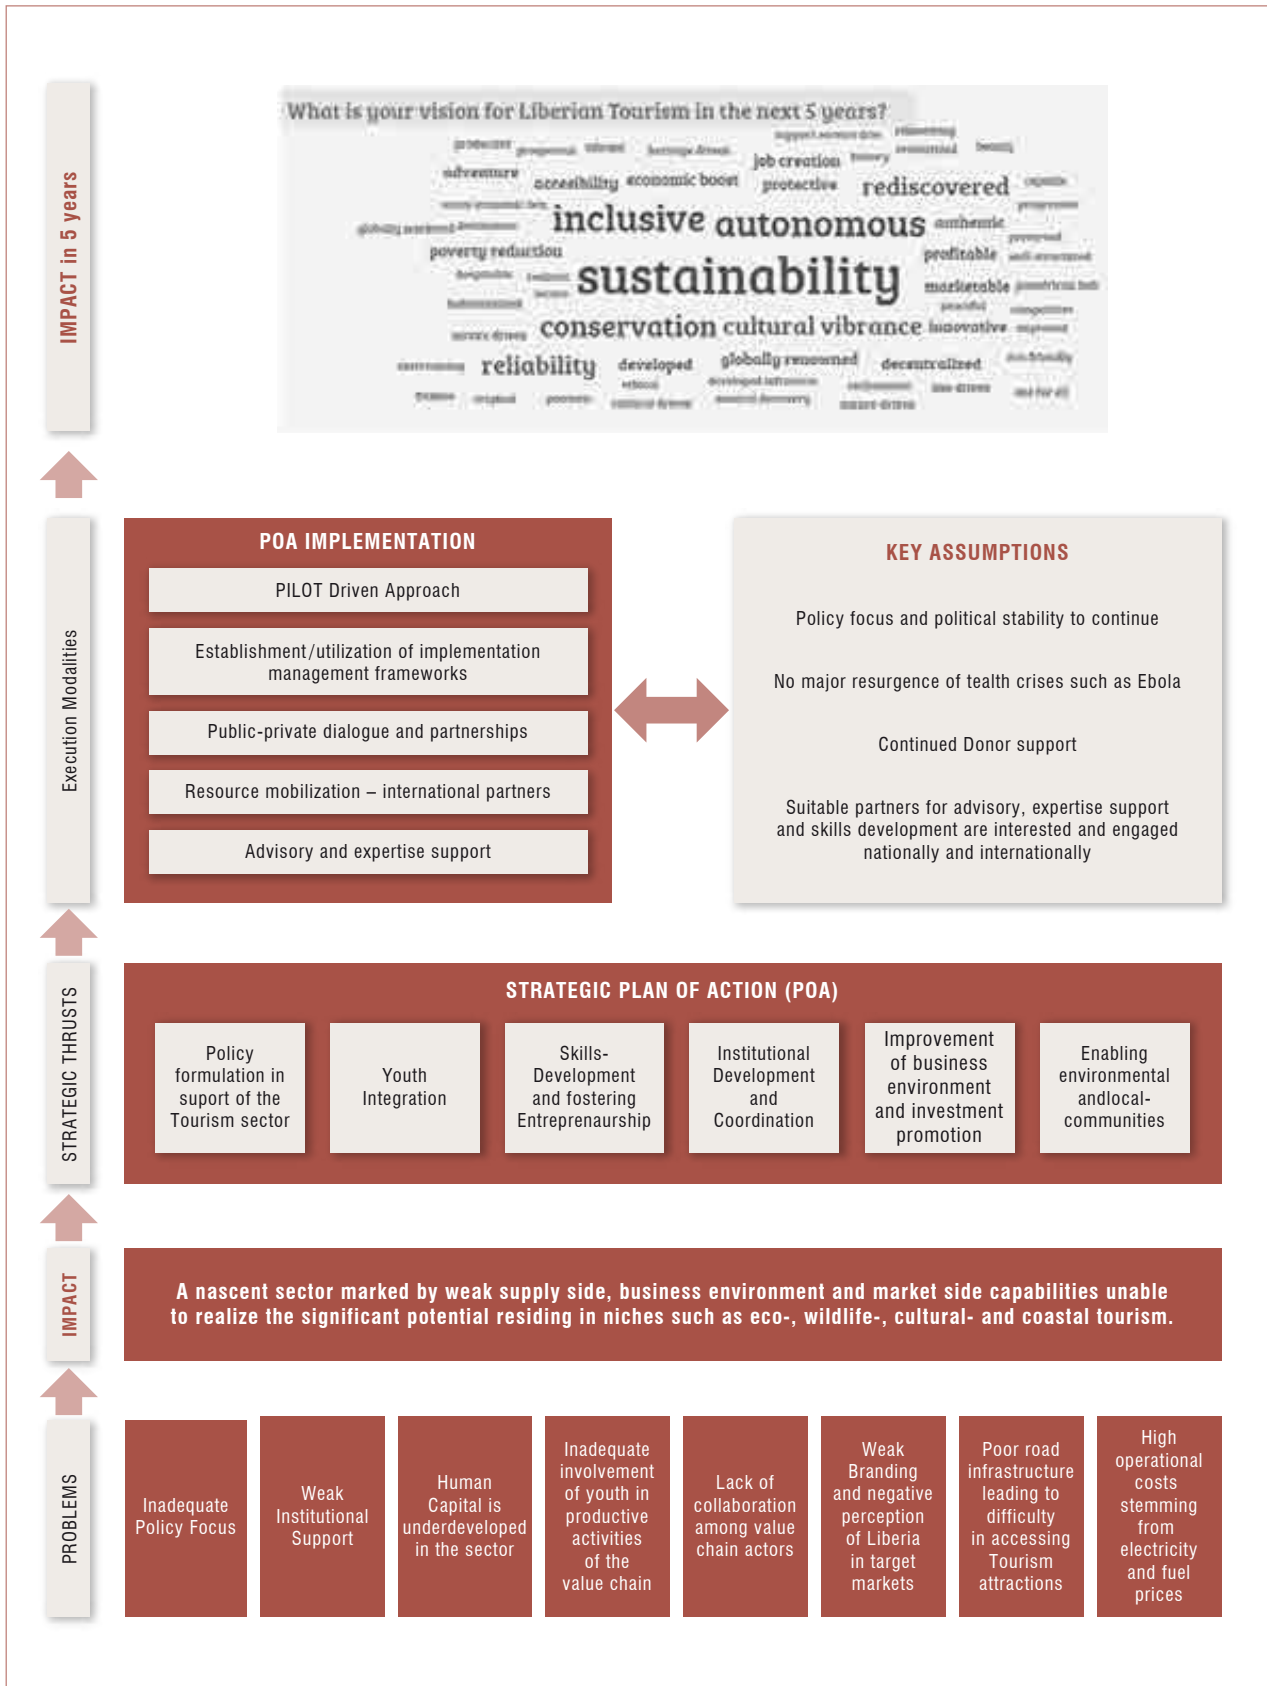 IMPACT in 5 years
What is your vision for Liberian Tourism in the next 5 years?
job creation
adventure
accesibility
economic boost
protective
rediscovered
inclusive
autonomous
authentic
poverty reduction
profitable
sustainability
marketable
conservation
cultural vibrance
innovative
reliability
developed
globally renowned
decentralized
Execution Modalities
POA IMPLEMENTATION
PILOT Driven Approach
Establishment/utilization of implementation
management frameworks
Public-private dialogue and partnerships
Resource mobilization – international partners
Advisory and expertise support
KEY ASSUMPTIONS
Policy focus and political stability to continue
No major resurgence of tealth crises such as Ebola
Continued Donor support
Suitable partners for advisory, expertise support
and skills development are interested and engaged
nationally and internationally
STRATEGIC THRUSTS
STRATEGIC PLAN OF ACTION (POA)
Policy
formulation in
suport of the
Tourism sector
Youth
Integration
Skills-
Development
and fostering
Entreprenaurship
Institutional
Development
and
Coordination
Improvement
of business
environment
and investment
promotion
Enabling
environmental
andlocal-
communities
IMPACT
A nascent sector marked by weak supply side, business environment and market side capabilities unable
to realize the significant potential residing in niches such as eco-, wildlife-, cultural- and coastal tourism.
PROBLEMS
Inadequate
Policy Focus
Weak
Institutional
Support
Human
Capital is
underdeveloped
in the sector
Inadequate
involvement
of youth in
productive
activities
of the
value chain
Lack of
collaboration
among value
chain actors
Weak
Branding
and negative
perception
of Liberia
in target
markets
Poor road
infrastructure
leading to
difficulty
in accessing
Tourism
attractions
High
operational
costs
stemming
from
electricity
and fuel
prices